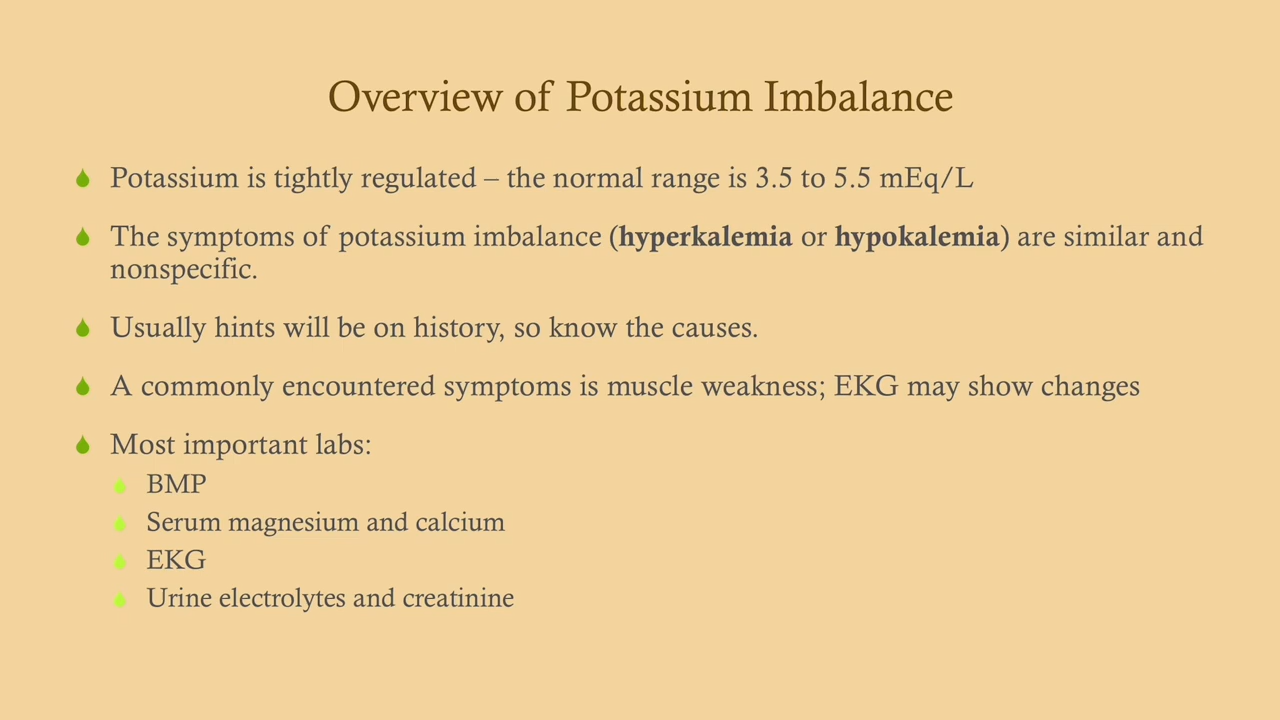 Overview of Potassium Imbalance
Potassium is tightly regulated – the normal range is 3.5 to 5.5 mEq/L
The symptoms of potassium imbalance (hyperkalemia or hypokalemia) are similar and
nonspecific.
Usually hints will be on history, so know the causes.
A commonly encountered symptoms is muscle weakness; EKG may show changes
Most important labs:
BMP
Serum magnesium and calcium
EKG
Urine electrolytes and creatinine